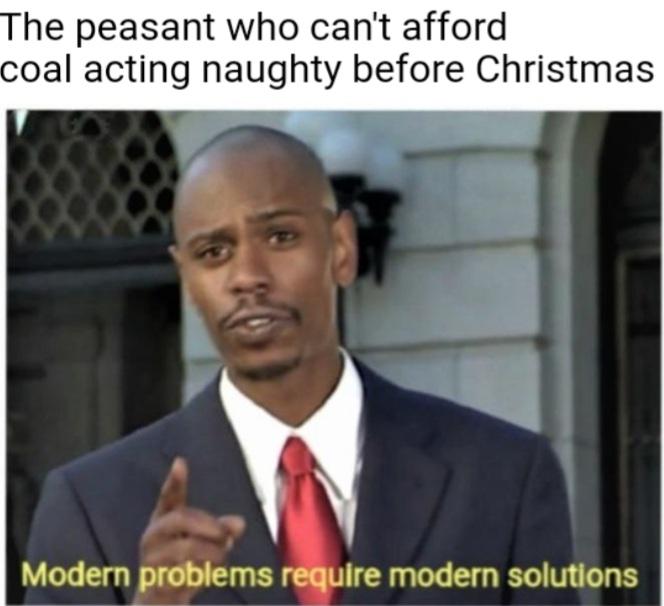 The peasant who can't afford
coal acting naughty before Christmas
Modern problems require modern solutions